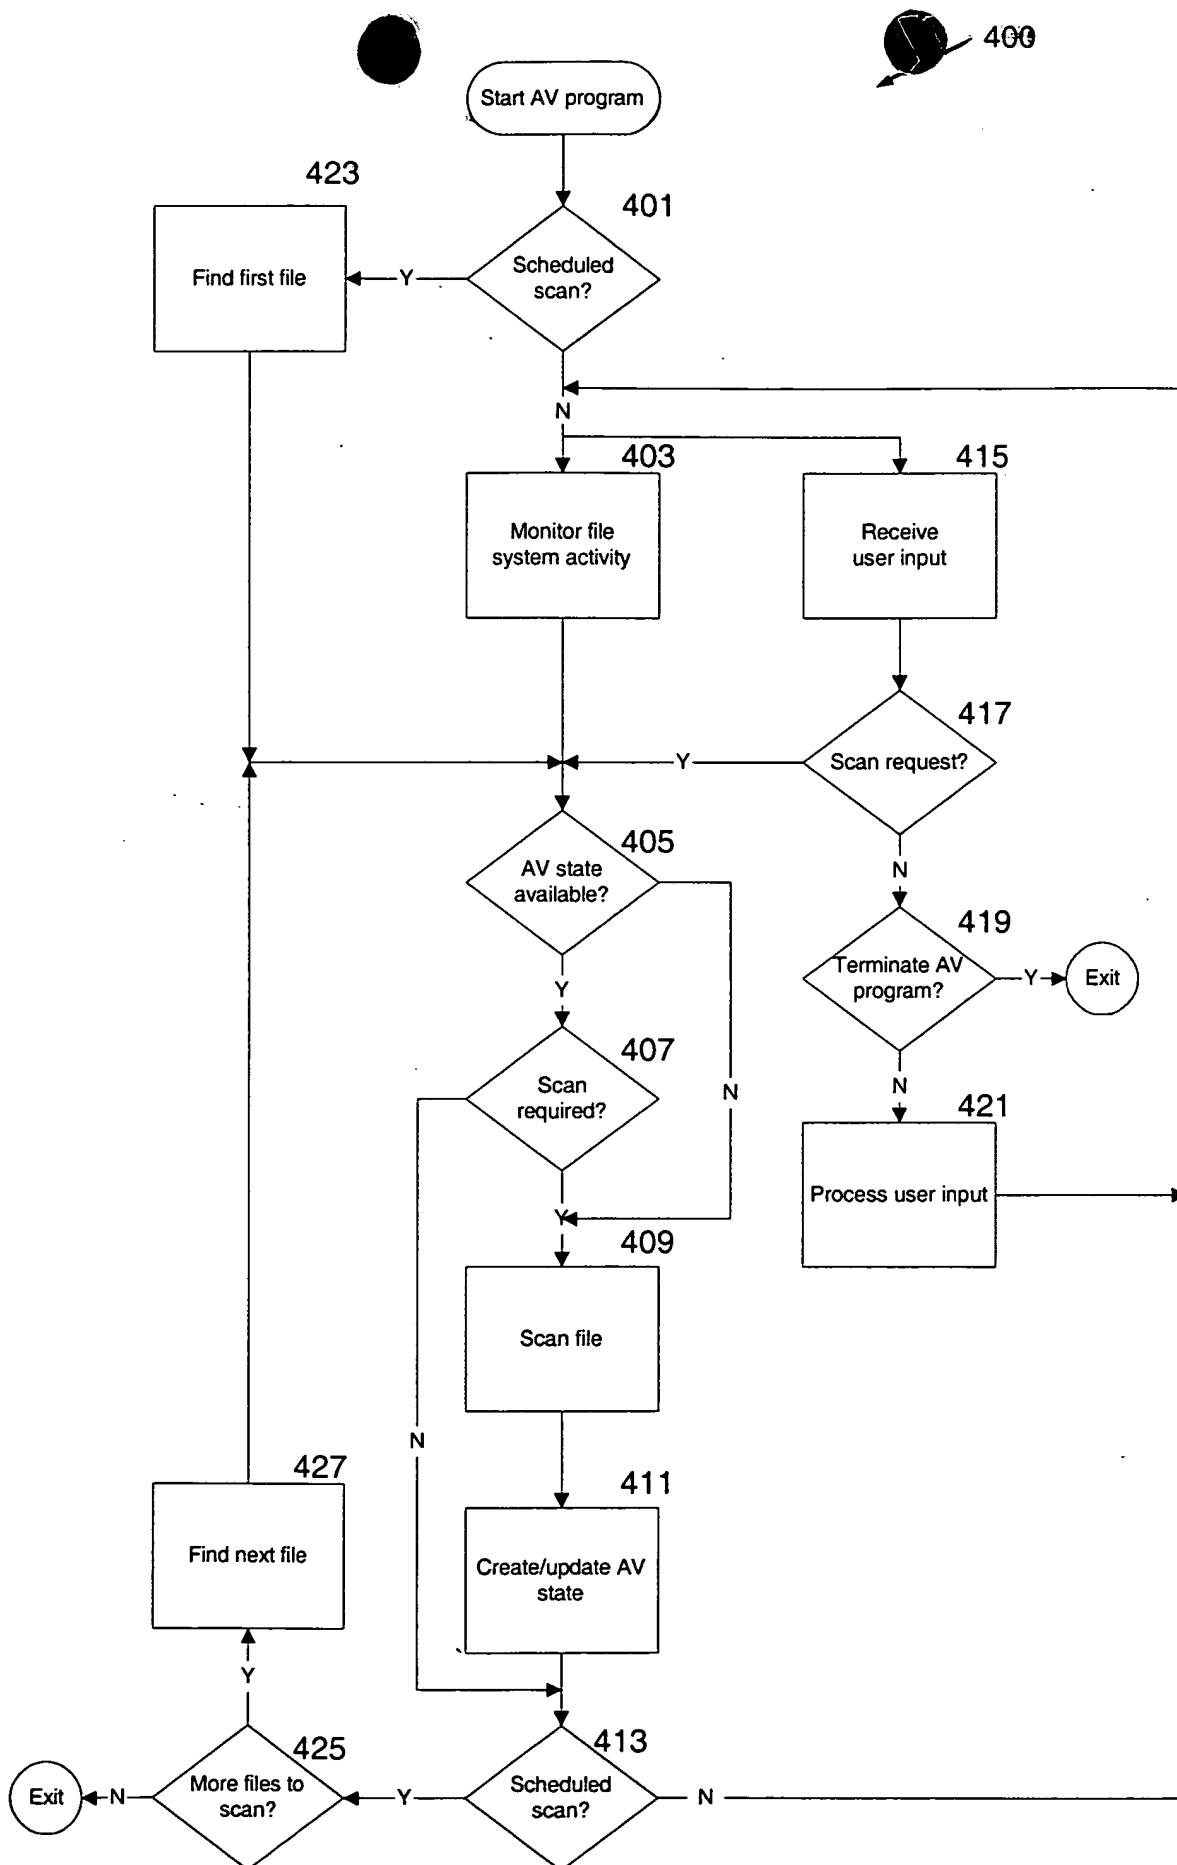 400
Start AV program
423
401
Find first file
Y
Scheduled
scan?
N
403
415
Monitor file
system activity
Receive
user input
417
Y
Scan request?
405
AV state
available?
N
419
Terminate AV
program?
Y
Exit
Y
407
Scan
required?
N
N
421
Process user input
Y
409
Scan file
N
427
411
Find next file
Create/update AV
state
Y
425
413
Exit
N
More files to
scan?
Y
Scheduled
scan?
N